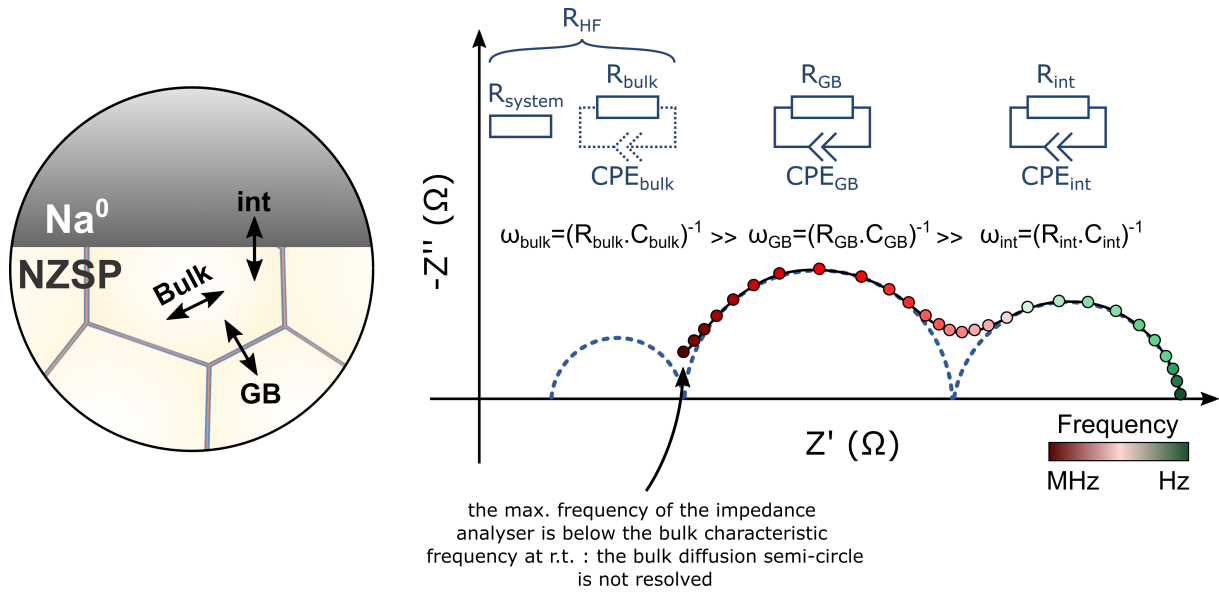 Na⁰
int
NZSP
Bulk
GB
R_HF
R_system
R_bulk
CPE_bulk
R_GB
CPE_GB
R_int
CPE_int
ω_bulk=(R_bulk.C_bulk)⁻¹ >> ω_GB=(R_GB.C_GB)⁻¹ >> ω_int=(R_int.C_int)⁻¹
-Z'' (Ω)
Z' (Ω)
Frequency
MHz Hz
the max. frequency of the impedance
analyser is below the bulk characteristic
frequency at r.t. : the bulk diffusion semi-circle
is not resolved